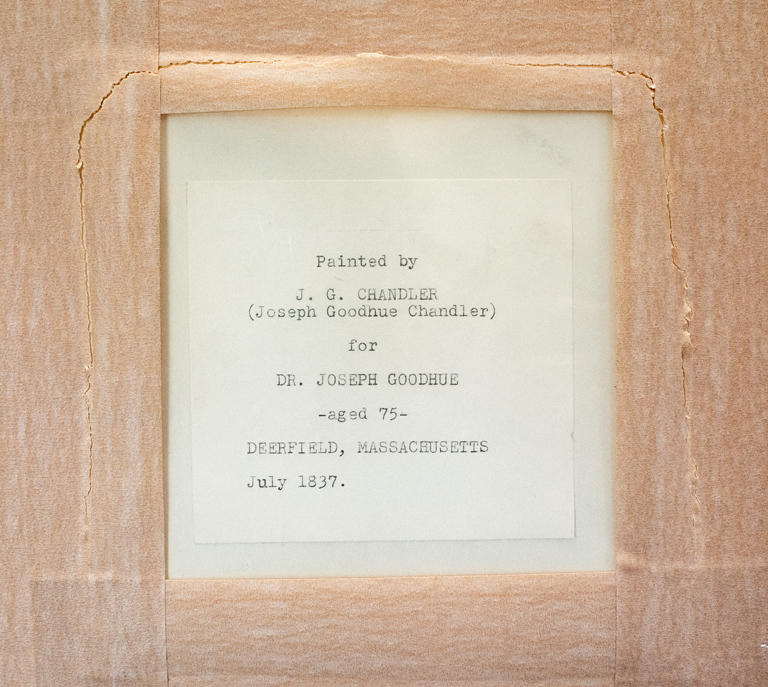 Painted by
J. G. CHANDLER
(Joseph Goodhue Chandler)
for
DR. JOSEPH GOODHUE
-aged 75-
DEERFIELD, MASSACHUSETTS
July 1837.